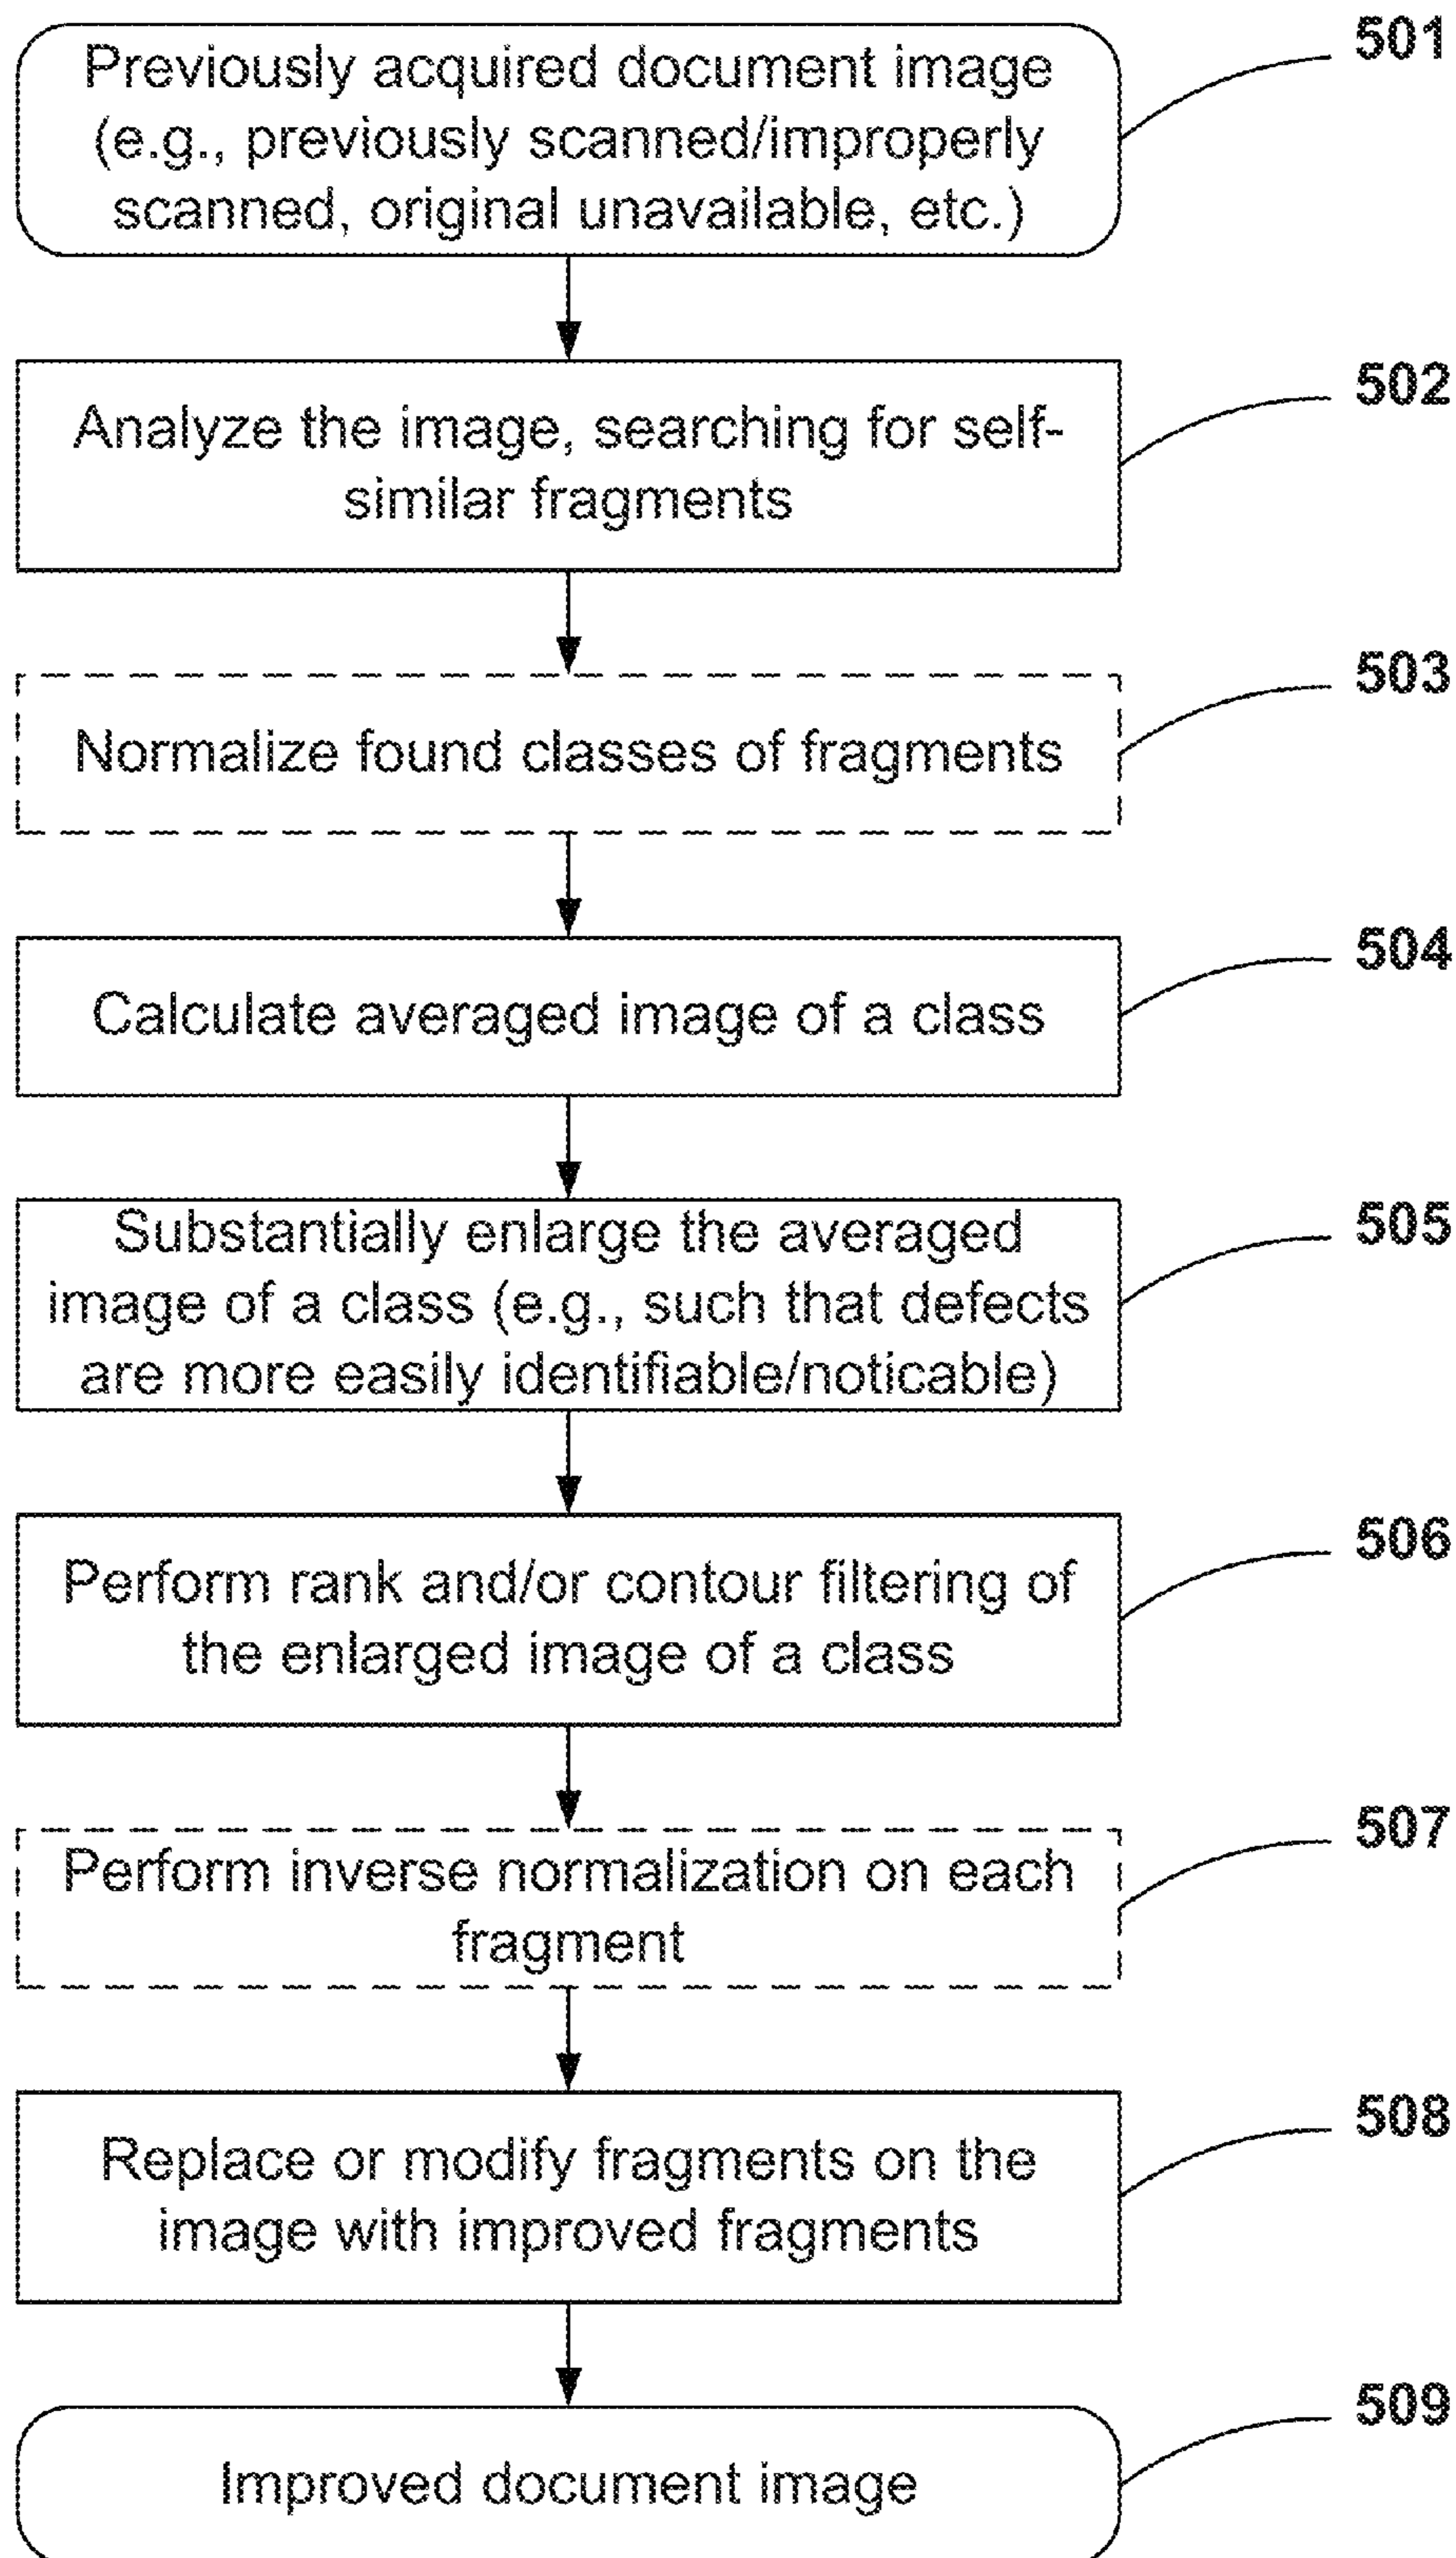 Previously acquired document image
(e.g., previously scanned/improperly
scanned, original unavailable, etc.)
501
Analyze the image, searching for self-
similar fragments
502
Normalize found classes of fragments
503
Calculate averaged image of a class
504
Substantially enlarge the averaged
image of a class (e.g., such that defects
are more easily identifiable/noticable)
505
Perform rank and/or contour filtering of
the enlarged image of a class
506
Perform inverse normalization on each
fragment
507
Replace or modify fragments on the
image with improved fragments
508
Improved document image
509